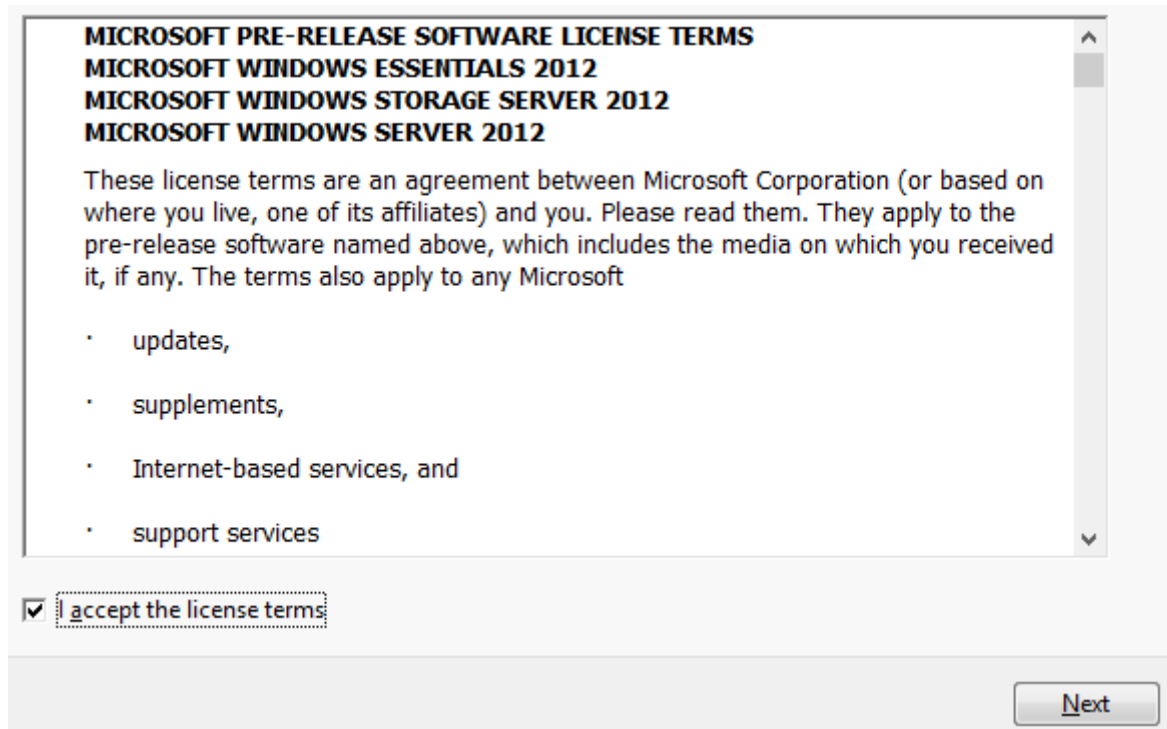 MICROSOFT PRE-RELEASE SOFTWARE LICENSE TERMS
MICROSOFT WINDOWS ESSENTIALS 2012
MICROSOFT WINDOWS STORAGE SERVER 2012
MICROSOFT WINDOWS SERVER 2012
These license terms are an agreement between Microsoft Corporation (or based on
where you live, one of its affiliates) and you. Please read them. They apply to the
pre-release software named above, which includes the media on which you received
it, if any. The terms also apply to any Microsoft
· updates,
· supplements,
· Internet-based services, and
· support services
I accept the license terms
Next